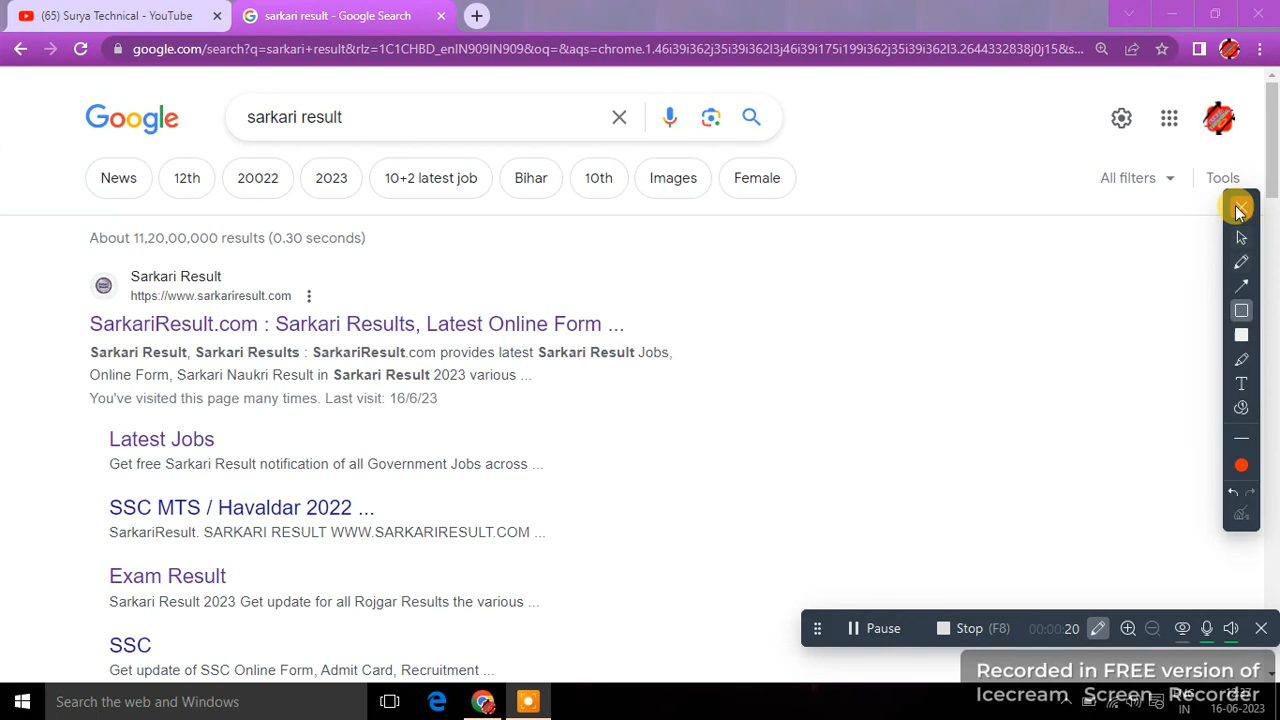 (65) Surya Technical - YouTube
sarkari result - Google Search
google.com/search?q=sarkari+result&rlz=1C1CHBD_enIN909IN909&oq=&aqs=chrome.1.46i39i362j35i39i362l3j46i39i175i199i362j35i39i362l3.2644332838j0j15&s...
Google
sarkari result
News
12th
20022
2023
10+2 latest job
Bihar
10th
Images
Female
All filters
Tools
About 11,20,00,000 results (0.30 seconds)
Sarkari Result
https://www.sarkariresult.com
SarkariResult.com : Sarkari Results, Latest Online Form ...
Sarkari Result, Sarkari Results : SarkariResult.com provides latest Sarkari Result Jobs,
Online Form, Sarkari Naukri Result in Sarkari Result 2023 various ...
You've visited this page many times. Last visit: 16/6/23
Latest Jobs
Get free Sarkari Result notification of all Government Jobs across ...
SSC MTS / Havaldar 2022 ...
SarkariResult. SARKARI RESULT WWW.SARKARIRESULT.COM ...
Exam Result
Sarkari Result 2023 Get update for all Rojgar Results the various ...
SSC
Get update of SSC Online Form, Admit Card, Recruitment ...
Pause
Stop (F8)
00:00:20
Recorded in FREE version of
Icecream Screen Recorder
Search the web and Windows
IN
16-06-2023